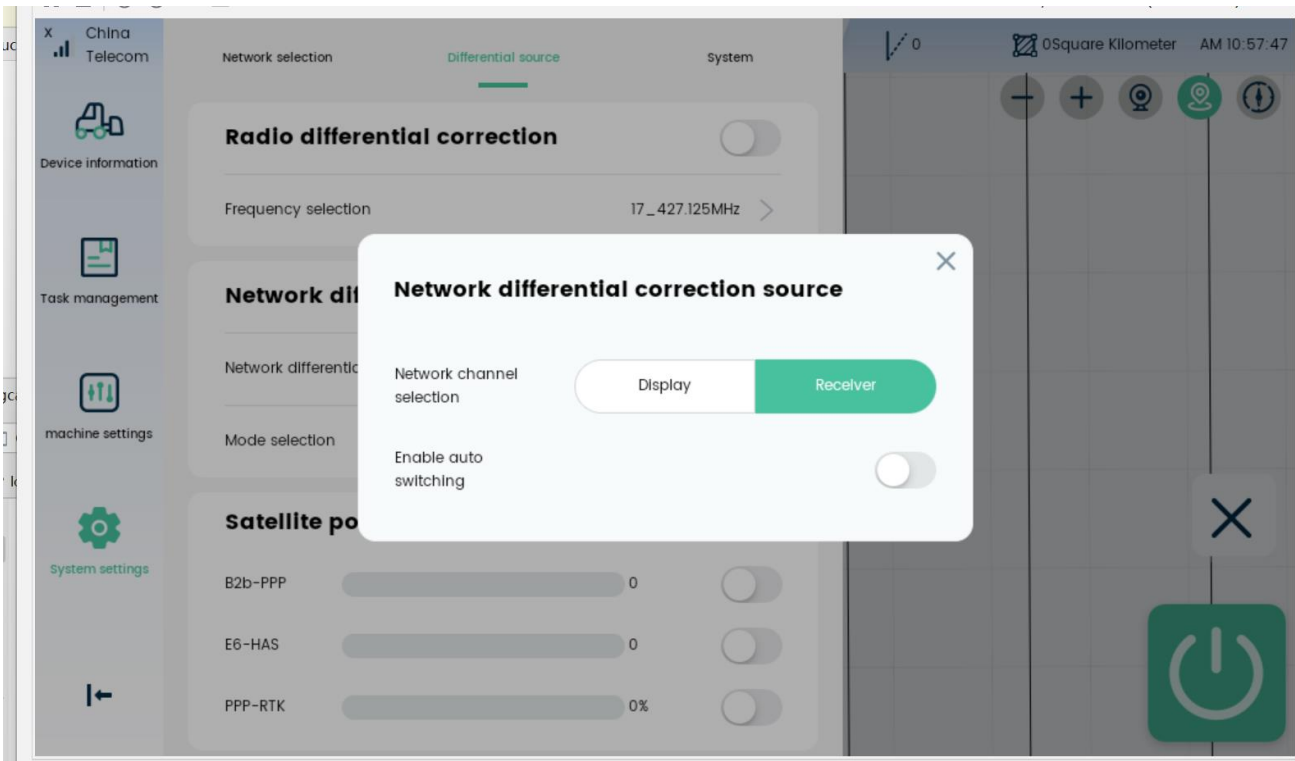 x China
Telecom
Device information
Task management
machine settings
System settings
Network selection
Differential source
System
Radio differential correction
Frequency selection
17_427.125MHz
Network dif
Network differentic
Mode selection
Satellite po
B2b-PPP
0
E6-HAS
0
PPP-RTK
0%
Network differential correction source
Network channel
selection
Display
Receiver
Enable auto
switching
0
0Square Kilometer
AM 10:57:47